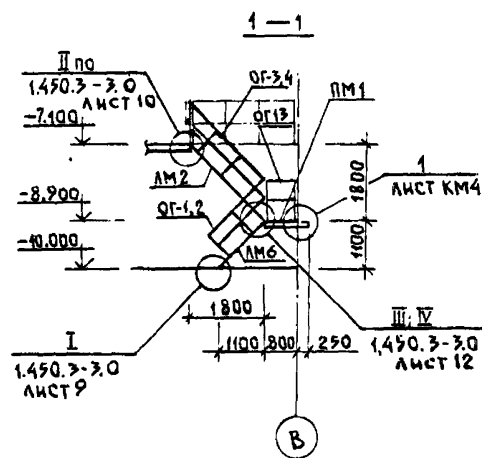 1-1
II по
1.450.3-3.0
ЛИСТ 10
ОГ-3,4
ПМ1
ОГ13
-7.100
ЛМ2
1800
1
ЛИСТ КМ4
-8.900
ОГ-1,2
-10.000
ЛМ6
1100
1800
1100
800
250
I
1.450.3-3.0
ЛИСТ 9
III; IV
1.450.3-3.0
ЛИСТ 12
В